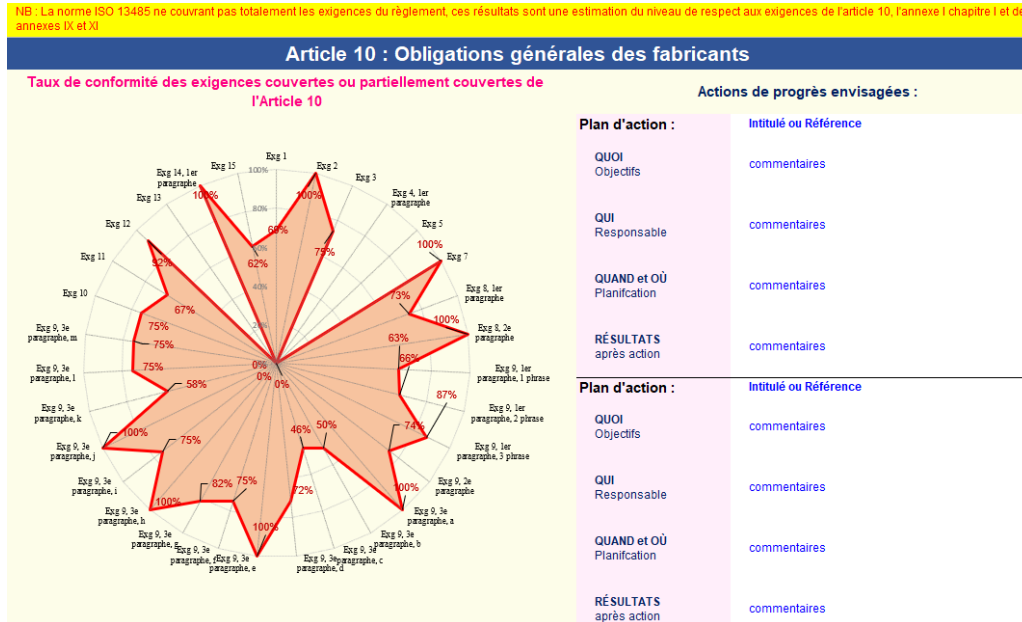 NB : La norme ISO 13485 ne couvrant pas totalement les exigences du règlement, ces résultats sont une estimation du niveau de respect aux exigences de l'article 10, l'annexe I chapitre I et de
annexes IX et XI
Article 10 : Obligations générales des fabricants
Taux de conformité des exigences couvertes ou partiellement couvertes de
l'Article 10
Exg 1
Exg 2
Exg 3
Exg 4, 1er
paragraphe
Exg 5
Exg 7
Exg 8, 1er
paragraphe
Exg 8, 2e
paragraphe
Exg 9, 1er
paragraphe, 1 phrase
Exg 9, 1er
paragraphe, 2 phrase
Exg 9, 1er
paragraphe, 3 phrase
Exg 9, 2e
paragraphe
Exg 9, 3e
paragraphe, a
Exg 9, 3e
paragraphe, b
Exg 9, 3e
paragraphe, c
Exg 9, 3e
paragraphe, d
Exg 9, 3e
paragraphe, e
Exg 9, 3e
paragraphe, f
Exg 9, 3e
paragraphe, g
Exg 9, 3e
paragraphe, h
Exg 9, 3e
paragraphe, i
Exg 9, 3e
paragraphe, j
Exg 9, 3e
paragraphe, k
Exg 9, 3e
paragraphe, l
Exg 9, 3e
paragraphe, m
Exg 10
Exg 11
Exg 12
Exg 13
Exg 14, 1er
paragraphe
Exg 15
100%
80%
60%
40%
20%
0%
100%
75%
0%
0%
100%
73%
100%
63%
66%
87%
74%
100%
50%
46%
72%
100%
75%
82%
100%
75%
100%
58%
75%
75%
75%
67%
92%
100%
62%
Actions de progrès envisagées :
Plan d'action :
Intitulé ou Référence
QUOI
Objectifs
commentaires
QUI
Responsable
commentaires
QUAND et OÙ
Planifcation
commentaires
RÉSULTATS
après action
commentaires
Plan d'action :
Intitulé ou Référence
QUOI
Objectifs
commentaires
QUI
Responsable
commentaires
QUAND et OÙ
Planifcation
commentaires
RÉSULTATS
après action
commentaires